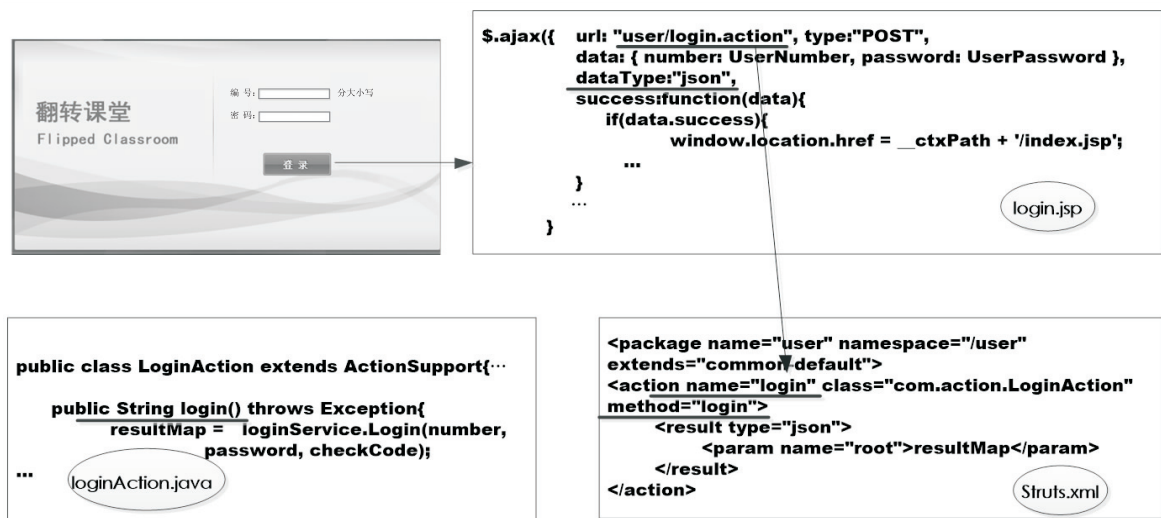 翻转课堂
Flipped Classroom
编 号: 分大小写
密 码:
登 录
$.ajax({ url: "user/login.action", type:"POST",
data: { number: UserNumber, password: UserPassword },
dataType:"json",
success:function(data){
if(data.success){
window.location.href = __ctxPath + '/index.jsp';
...
}
...
}
login.jsp
public class LoginAction extends ActionSupport{...
public String login() throws Exception{
resultMap = loginService.Login(number,
password, checkCode);
...
loginAction.java
<package name="user" namespace="/user"
extends="common-default">
<action name="login" class="com.action.LoginAction"
method="login">
<result type="json">
<param name="root">resultMap</param>
</result>
</action>
Struts.xml